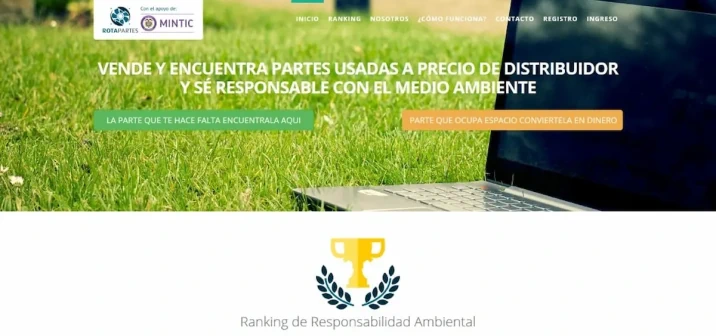 ROTAPARTES
Con el apoyo de:
MINTIC
INICIO RANKING NOSOTROS ¿CÓMO FUNCIONA? CONTACTO REGISTRO INGRESO
VENDE Y ENCUENTRA PARTES USADAS A PRECIO DE DISTRIBUIDOR
Y SÉ RESPONSABLE CON EL MEDIO AMBIENTE
LA PARTE QUE TE HACE FALTA ENCUENTRALA AQUI
PARTE QUE OCUPA ESPACIO CONVIERTELA EN DINERO
Ranking de Responsabilidad Ambiental